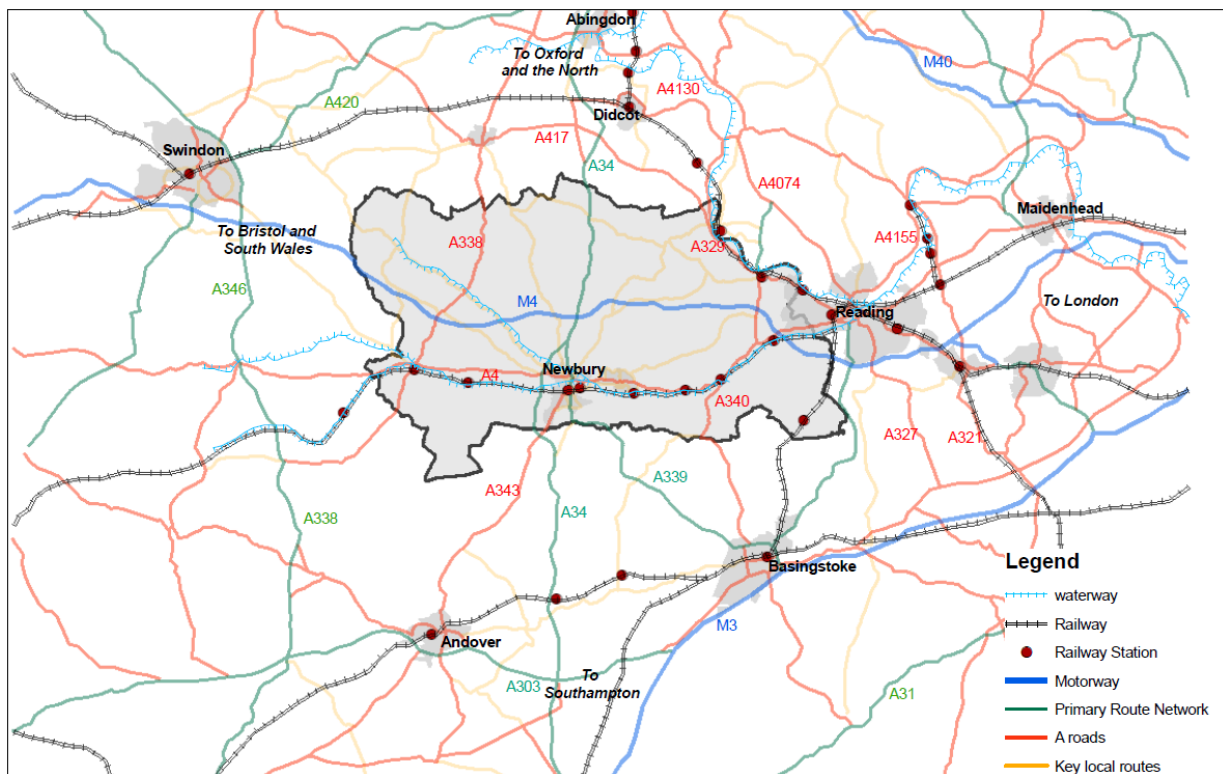 Abingdon
To Oxford
and the North
M40
A420
A4130
Didcot
A417
Swindon
A34
A4074
Maidenhead
To Bristol and
South Wales
A338
A329
A4155
A346
M4
To London
Reading
Newbury
A4
A340
A327
A321
A343
A339
A338
A34
Basingstoke
Legend
waterway
Railway
M3
Andover
Railway Station
To
Southampton
Motorway
A303
A31
Primary Route Network
A roads
Key local routes